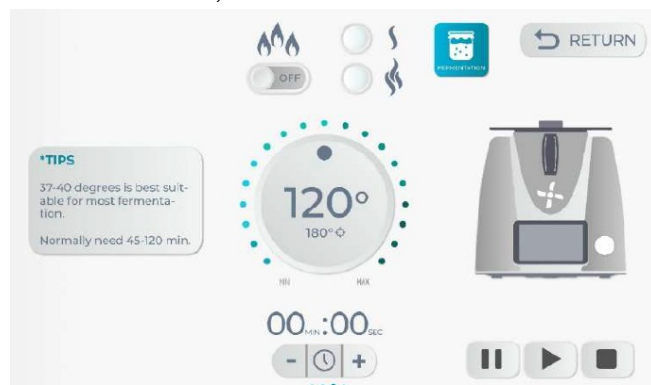 OFF
FERMENTATION
RETURN
*TIPS
37-40 degrees is best suit-
able for most fermenta-
tion.
Normally need 45-120 min.
120°
180°
MIN MAX
00MIN:00SEC
- +